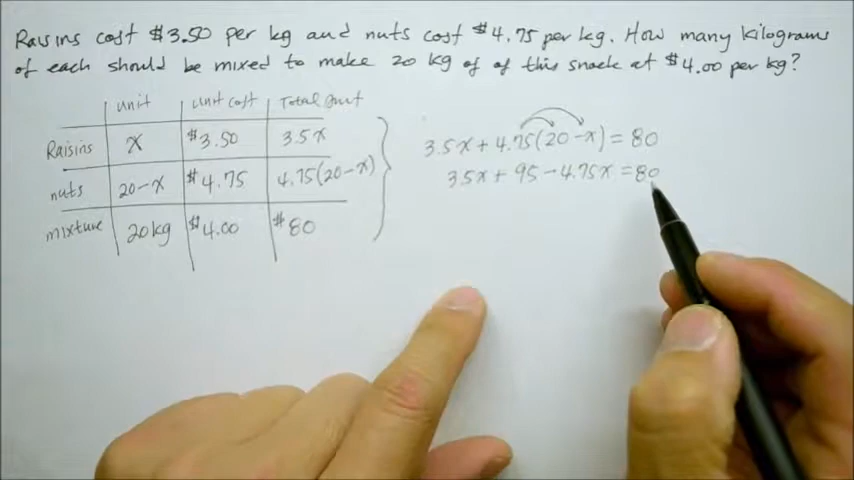 Raisins cost $3.50 per kg and nuts cost $4.75 per kg. How many kilograms
of each should be mixed to make 20 kg of of this snack at $4.00 per kg?
unit unit cost Total amt
Raisins x $3.50 3.5x
nuts 20-x $4.75 4.75(20-x)
mixture 20kg $4.00 $80
3.5x + 4.75(20-x) = 80
3.5x + 95 - 4.75x = 80